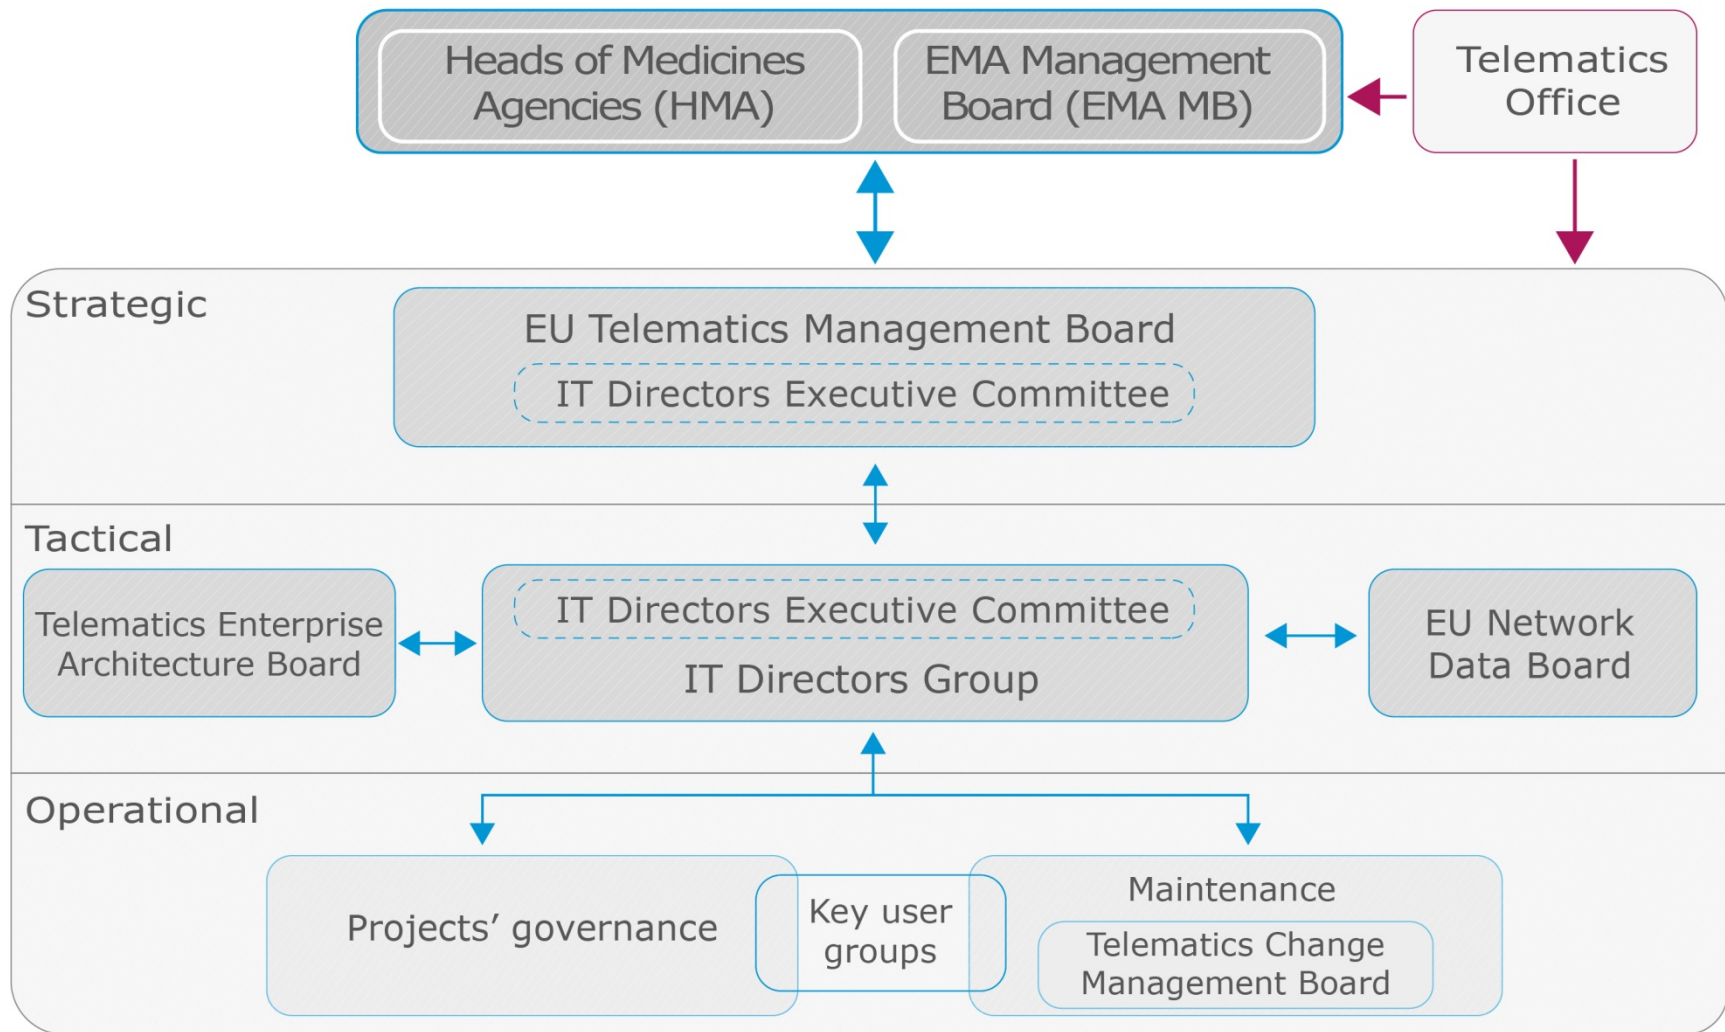 Heads of Medicines
Agencies (HMA)
EMA Management
Board (EMA MB)
Telematics
Office
Strategic
EU Telematics Management Board
IT Directors Executive Committee
Tactical
Telematics Enterprise
Architecture Board
IT Directors Executive Committee
IT Directors Group
EU Network
Data Board
Operational
Projects’ governance
Key user
groups
Maintenance
Telematics Change
Management Board